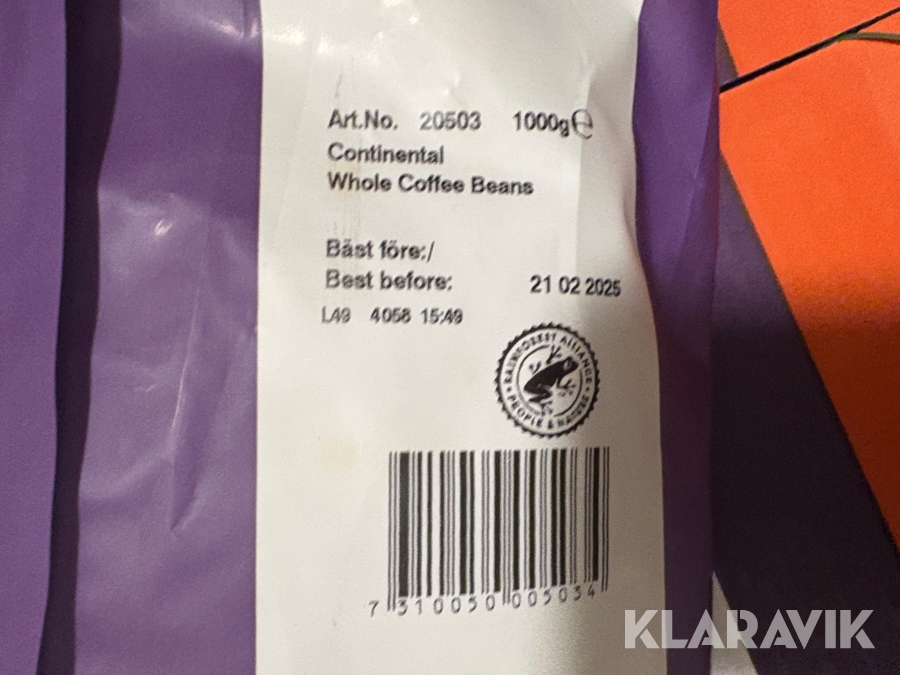 Art.No. 20503 1000g ℮
Continental
Whole Coffee Beans
Bäst före:/
Best before: 21 02 2025
L49 4058 15:49
RAINFOREST ALLIANCE
PEOPLE & NATURE
7 310050 005034
KLARAVIK